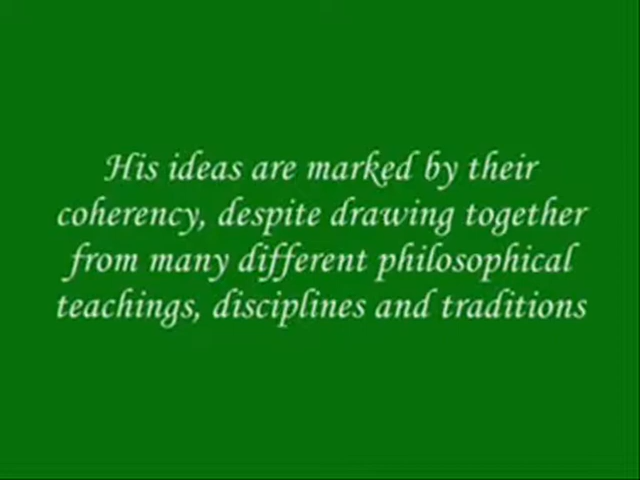 His ideas are marked by their
coherency, despite drawing together
from many different philosophical
teachings, disciplines and traditions